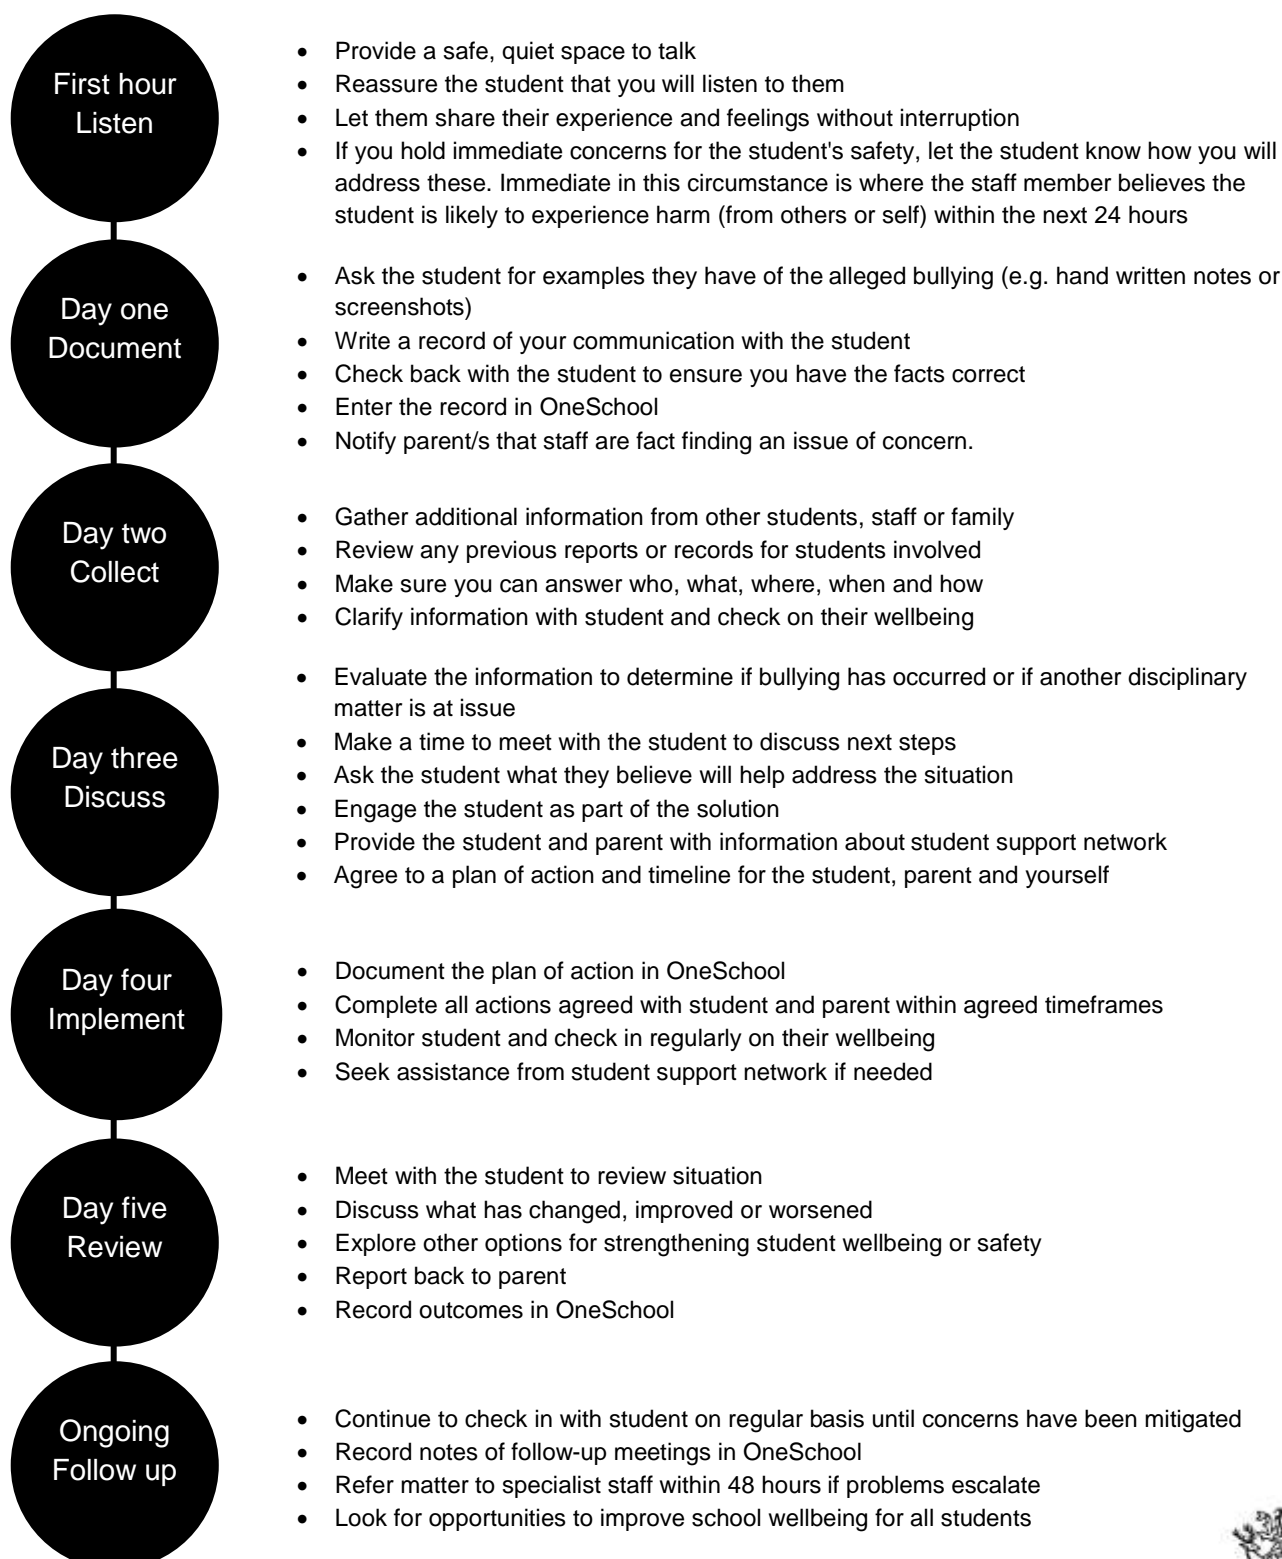 First hour
Listen
• Provide a safe, quiet space to talk
• Reassure the student that you will listen to them
• Let them share their experience and feelings without interruption
• If you hold immediate concerns for the student's safety, let the student know how you will
address these. Immediate in this circumstance is where the staff member believes the
student is likely to experience harm (from others or self) within the next 24 hours
Day one
Document
• Ask the student for examples they have of the alleged bullying (e.g. hand written notes or
screenshots)
• Write a record of your communication with the student
• Check back with the student to ensure you have the facts correct
• Enter the record in OneSchool
• Notify parent/s that staff are fact finding an issue of concern.
Day two
Collect
• Gather additional information from other students, staff or family
• Review any previous reports or records for students involved
• Make sure you can answer who, what, where, when and how
• Clarify information with student and check on their wellbeing
Day three
Discuss
• Evaluate the information to determine if bullying has occurred or if another disciplinary
matter is at issue
• Make a time to meet with the student to discuss next steps
• Ask the student what they believe will help address the situation
• Engage the student as part of the solution
• Provide the student and parent with information about student support network
• Agree to a plan of action and timeline for the student, parent and yourself
Day four
Implement
• Document the plan of action in OneSchool
• Complete all actions agreed with student and parent within agreed timeframes
• Monitor student and check in regularly on their wellbeing
• Seek assistance from student support network if needed
Day five
Review
• Meet with the student to review situation
• Discuss what has changed, improved or worsened
• Explore other options for strengthening student wellbeing or safety
• Report back to parent
• Record outcomes in OneSchool
Ongoing
Follow up
• Continue to check in with student on regular basis until concerns have been mitigated
• Record notes of follow-up meetings in OneSchool
• Refer matter to specialist staff within 48 hours if problems escalate
• Look for opportunities to improve school wellbeing for all students